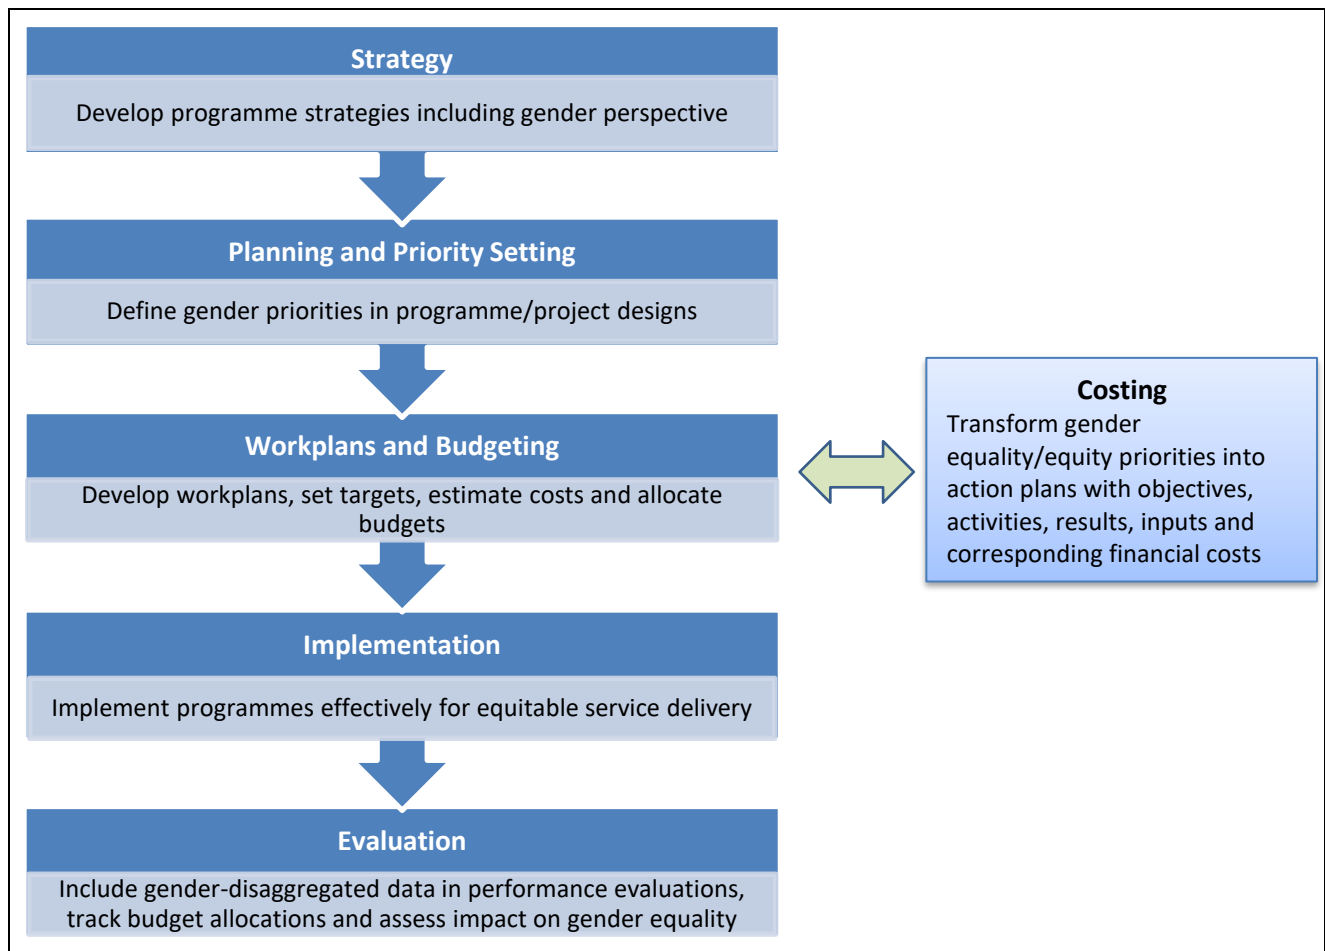 Strategy
Develop programme strategies including gender perspective
Planning and Priority Setting
Define gender priorities in programme/project designs
Workplans and Budgeting
Develop workplans, set targets, estimate costs and allocate
budgets
Costing
Transform gender
equality/equity priorities into
action plans with objectives,
activities, results, inputs and
corresponding financial costs
Implementation
Implement programmes effectively for equitable service delivery
Evaluation
Include gender-disaggregated data in performance evaluations,
track budget allocations and assess impact on gender equality